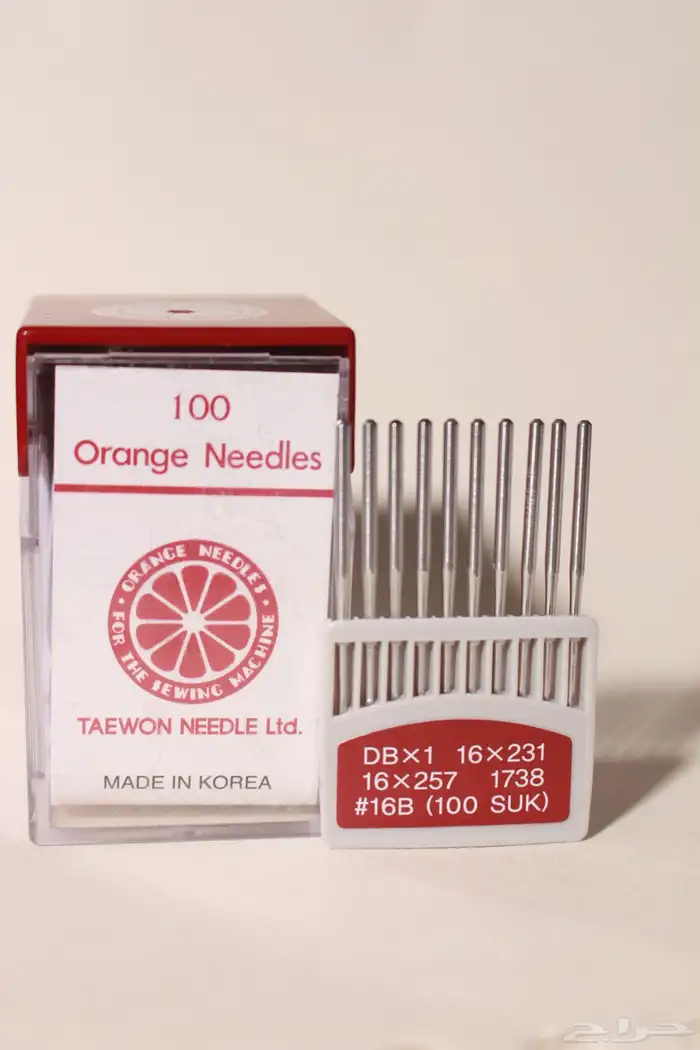 100
Orange Needles
ORANGE NEEDLES
FOR THE SEWING MACHINE
TAEWON NEEDLE Ltd.
MADE IN KOREA
DB×1 16×231
16×257 1738
#16B (100 SUK)
حراج